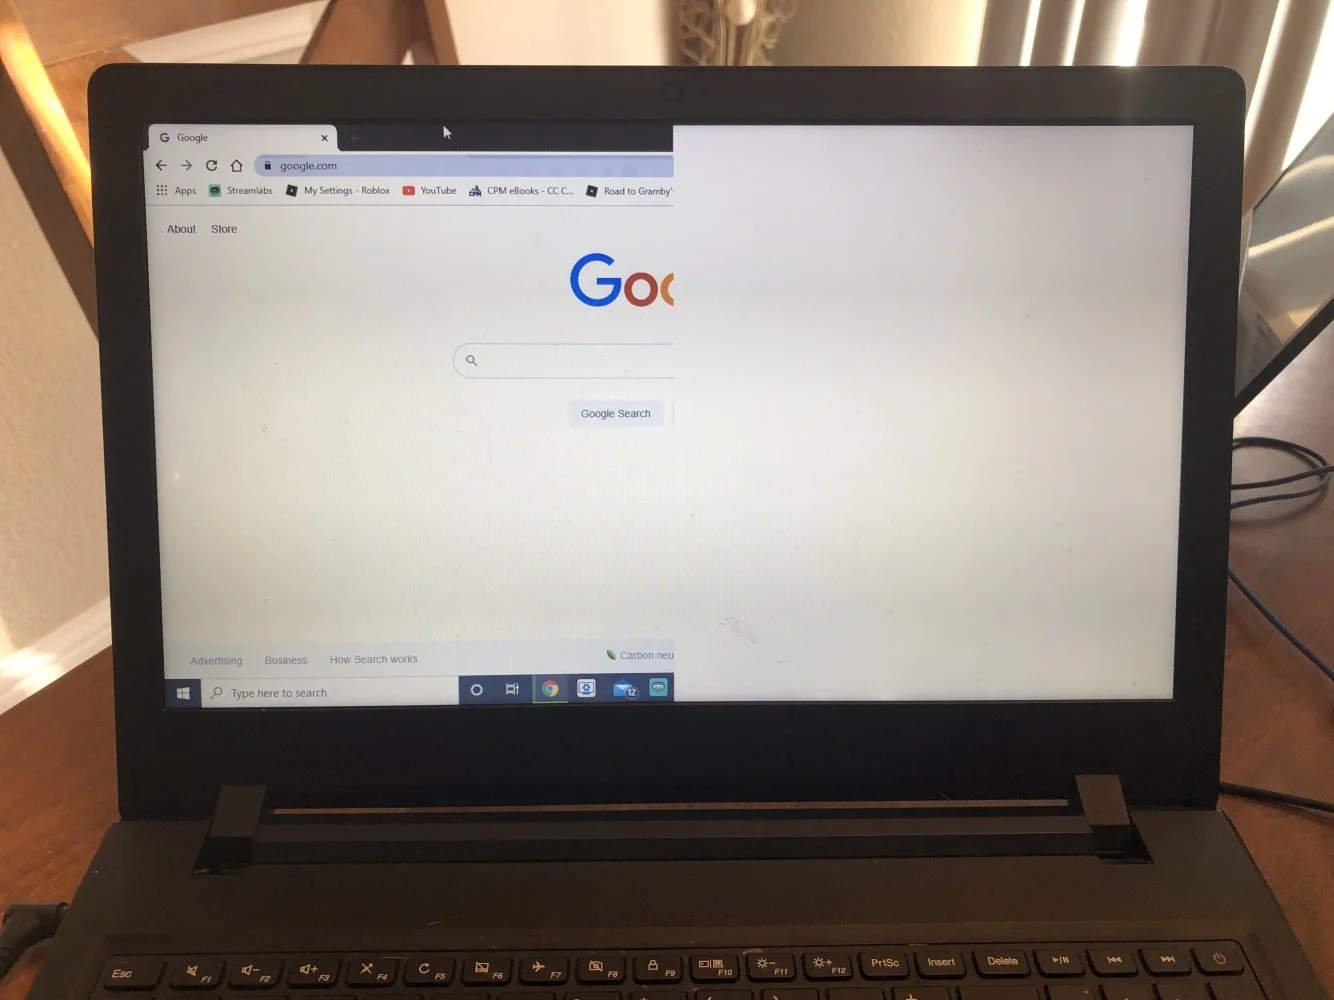 G Google ×
google.com
Apps Streamlabs My Settings - Roblox YouTube CPM eBooks - CC C... Road to Gramby'
About Store
Goo
Google Search
Advertising Business How Search works Carbon neu
Type here to search 12
Esc F1 F2 F3 F4 F5 F6 F7 F8 F9 F10 F11 F12 PrtSc Insert Delete